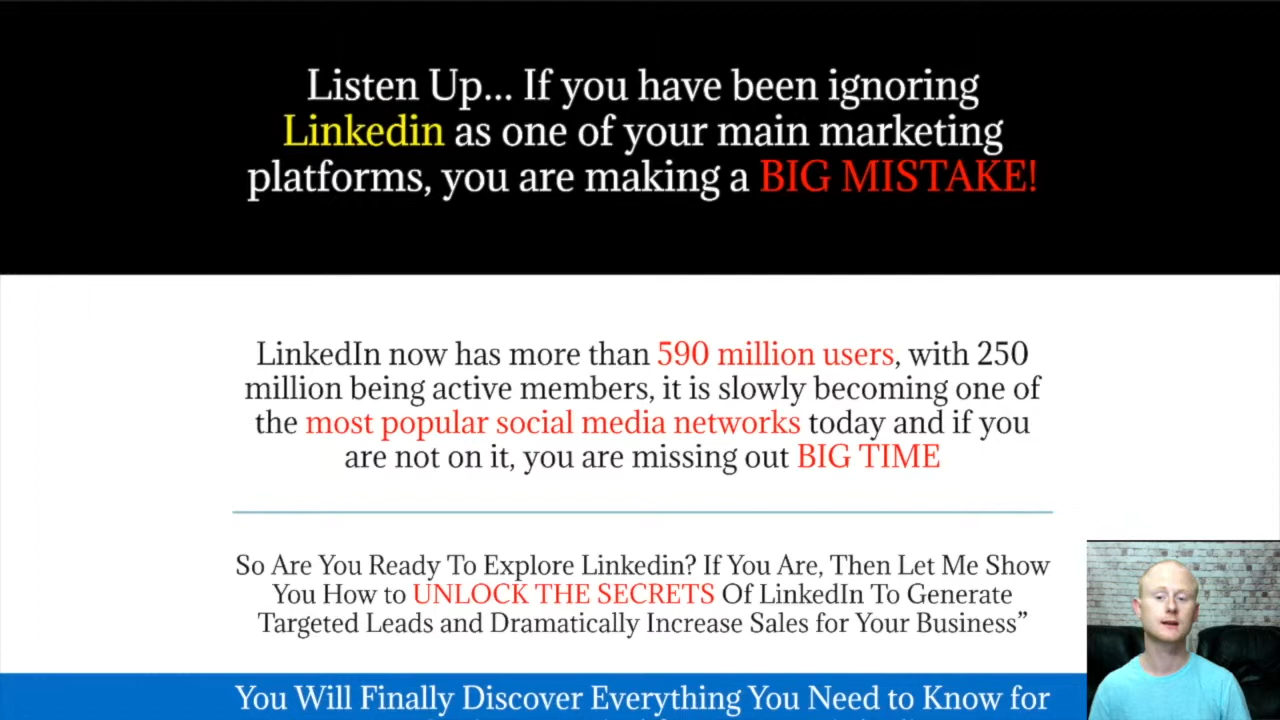 Listen Up... If you have been ignoring
Linkedin as one of your main marketing
platforms, you are making a BIG MISTAKE!
LinkedIn now has more than 590 million users, with 250
million being active members, it is slowly becoming one of
the most popular social media networks today and if you
are not on it, you are missing out BIG TIME
So Are You Ready To Explore Linkedin? If You Are, Then Let Me Show
You How to UNLOCK THE SECRETS Of LinkedIn To Generate
Targeted Leads and Dramatically Increase Sales for Your Business”
You Will Finally Discover Everything You Need to Know for